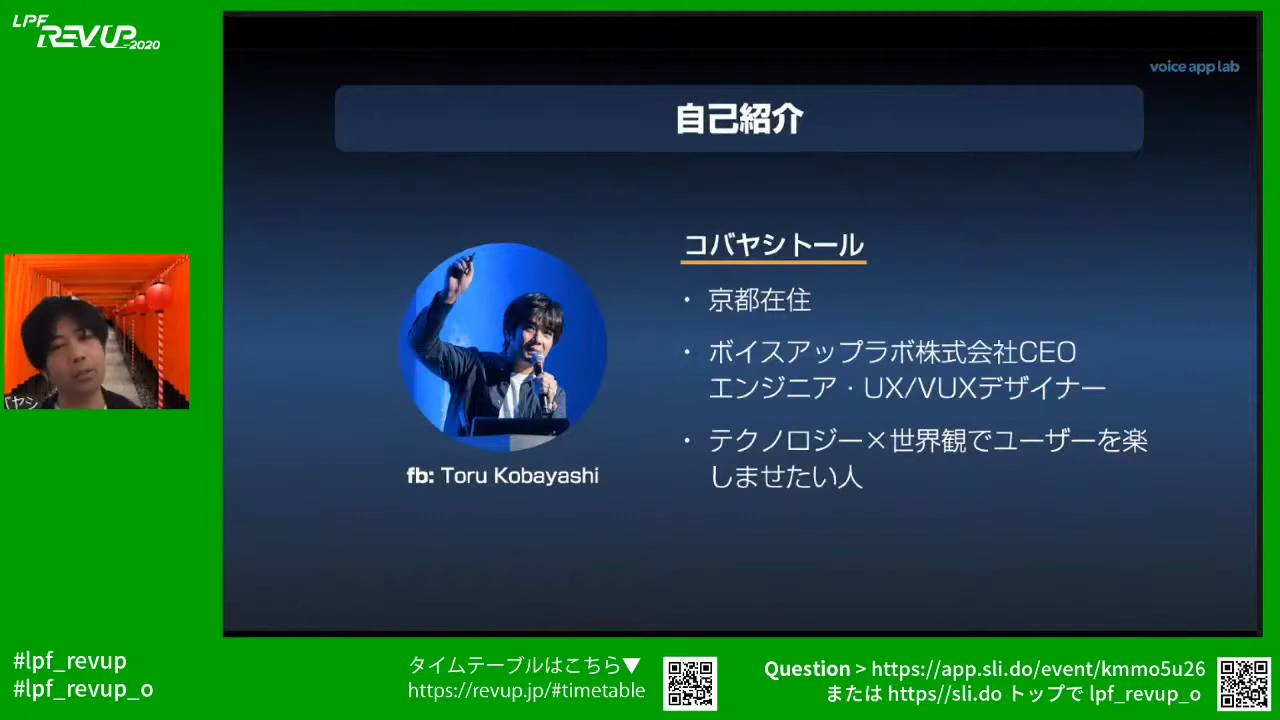 LPF
REVUP 2020
voice app lab
自己紹介
コバヤシトール
・ 京都在住
・ ボイスアップラボ株式会社CEO
エンジニア・UX/VUXデザイナー
・ テクノロジー×世界観でユーザーを楽
しませたい人
fb: Toru Kobayashi
バヤシ
#lpf_revup
#lpf_revup_o
タイムテーブルはこちら▼
https://revup.jp/#timetable
Question > https://app.sli.do/event/kmmo5u26
または https//sli.do トップで lpf_revup_o